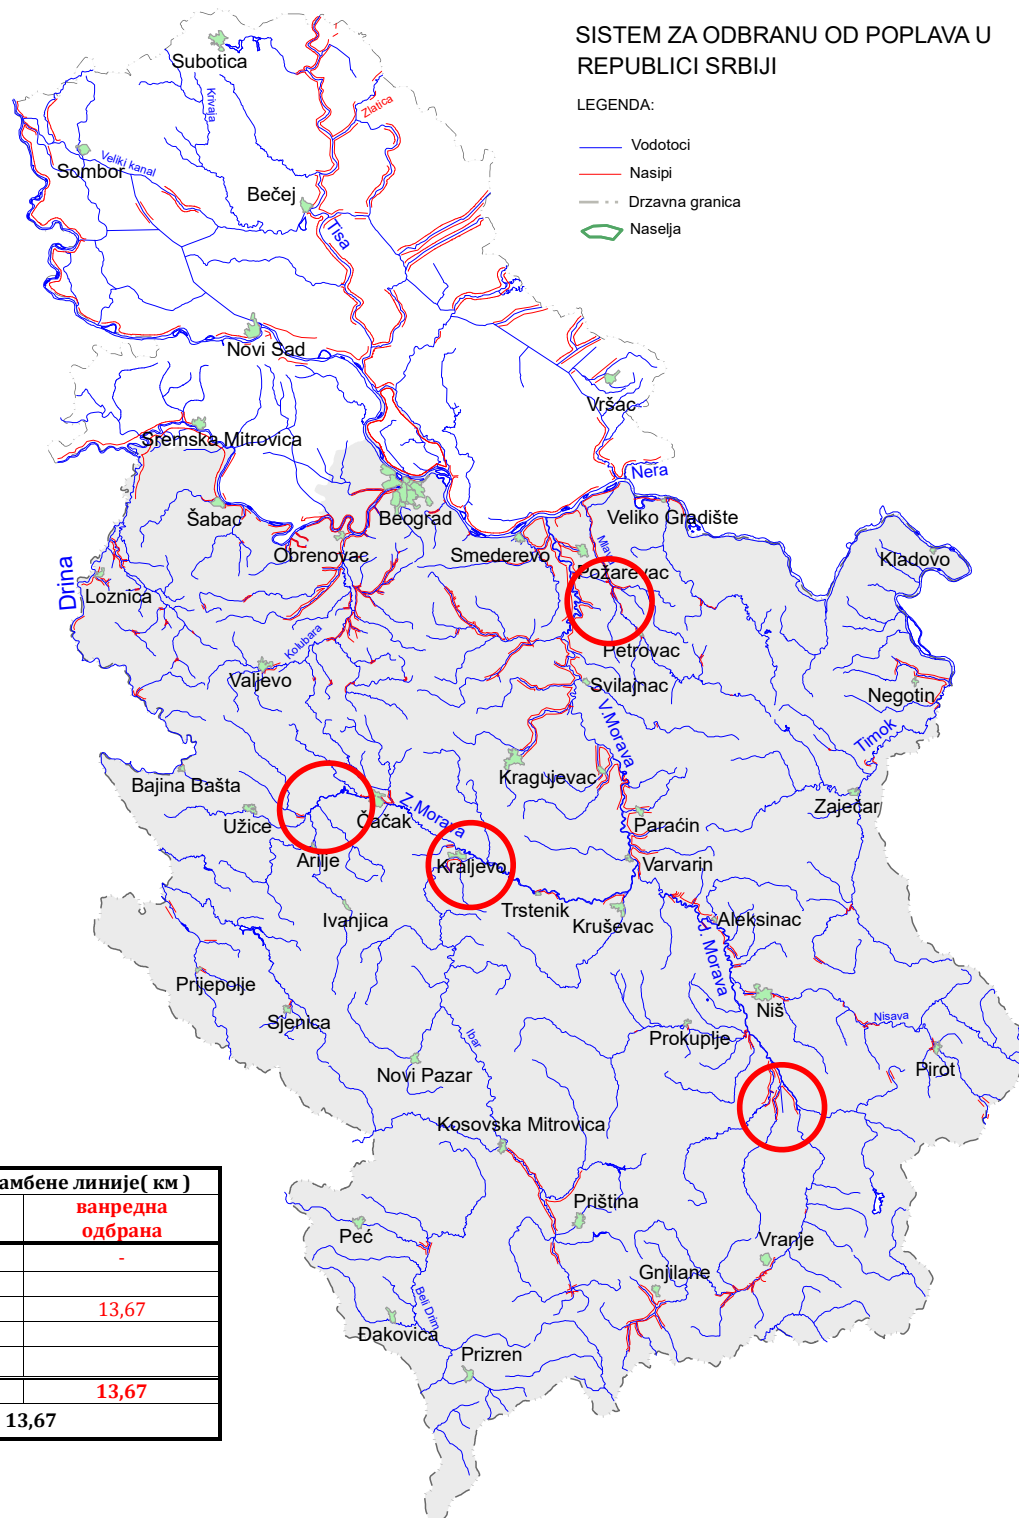 SISTEM ZA ODBRANU OD POPLAVA U
REPUBLICI SRBIJI
LEGENDA:
Vodotoci
Nasipi
Drzavna granica
Naselja
Subotica
Krivaja
Zlatica
Sombor
Veliki kanal
Bečej
Tisa
Novi Sad
Vršac
Sremska Mitrovica
Nera
Šabac
Beograd
Veliko Gradište
Obrenovac
Smederevo
Mlava
Kladovo
Drina
Loznica
Požarevac
Kolubara
Petrovac
Valjevo
Svilajnac
Negotin
V.Morava
Timok
Bajina Bašta
Kragujevac
Zaječar
Užice
Čačak
Z.Morava
Paraćin
Arilje
Kraljevo
Varvarin
Ivanjica
Trstenik
Kruševac
Aleksinac
J. Morava
Prijepolje
Niš
Sjenica
Ibar
Prokuplje
Nisava
Novi Pazar
Pirot
Kosovska Mitrovica
Priština
Peć
Vranje
Gnjilane
Beli Drim
Đakovica
Prizren
амбене линије( км )
ванредна
одбрана
-
13,67
13,67
13,67